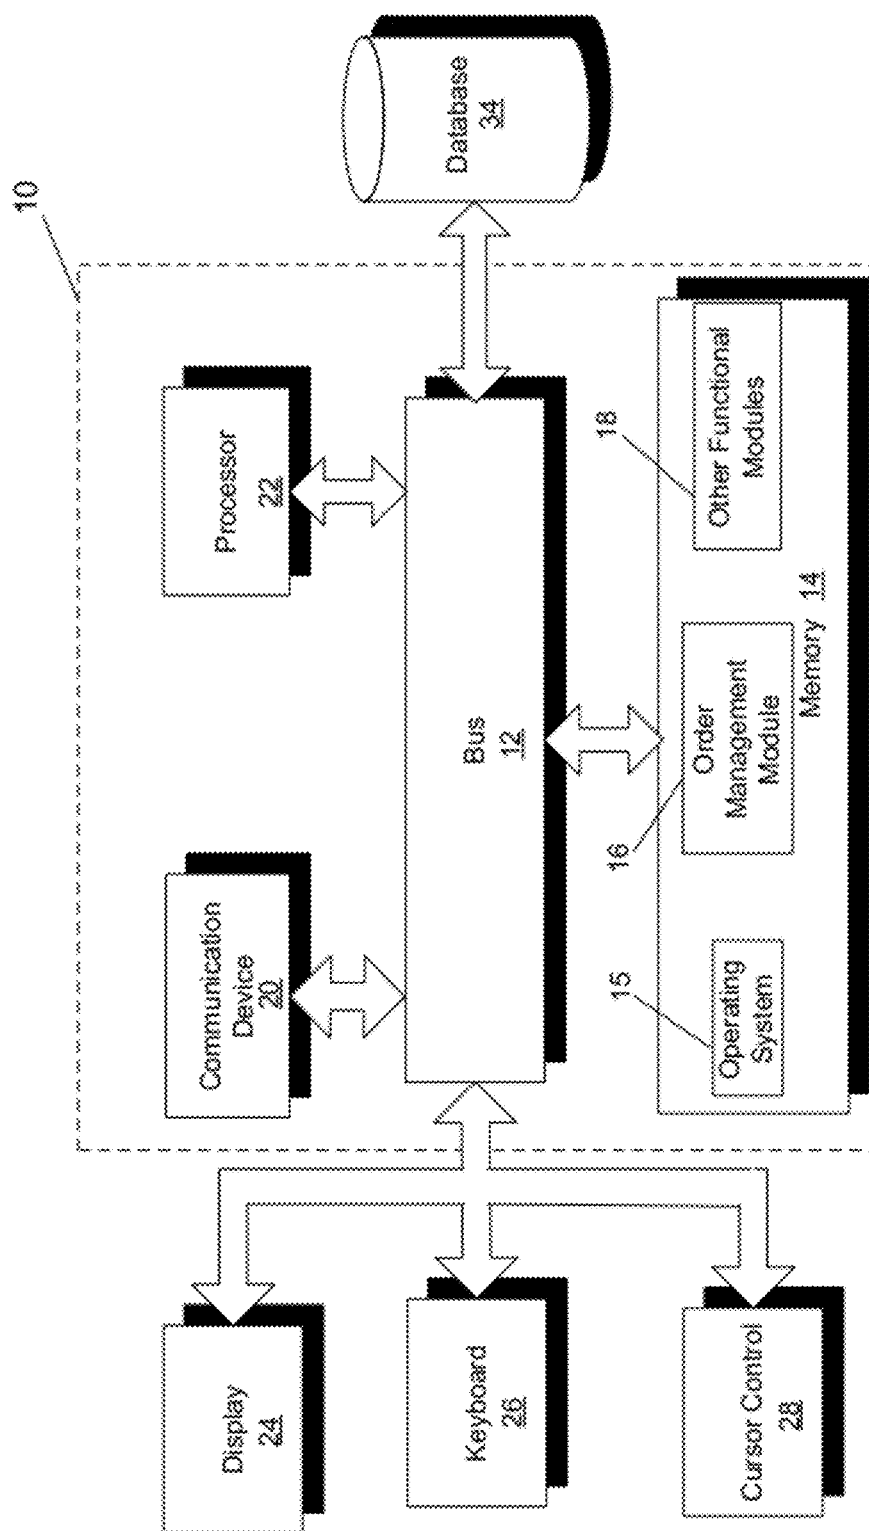 10
Communication
Device
20
Processor
22
Display
24
Keyboard
26
Cursor Control
28
Bus
12
Database
34
15
Operating
System
16
Order
Management
Module
18
Other Functional
Modules
Memory 14